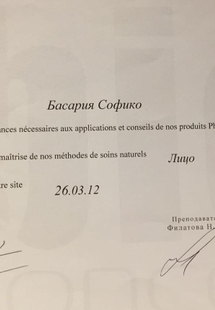 Басария Софико
ances nécessaires aux applications et conseils de nos produits P
maîtrise de nos méthodes de soins naturels Лицо
re site 26.03.12
Преподават
Филатова Н